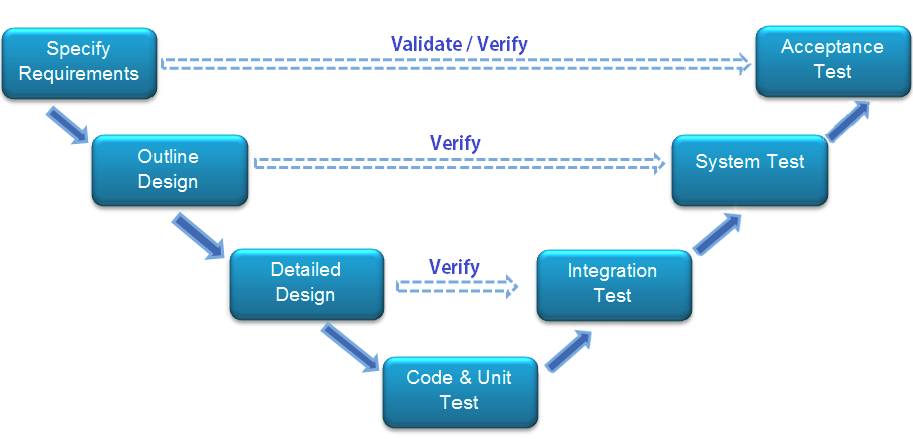 Specify
Requirements
Validate / Verify
Acceptance
Test
Outline
Design
Verify
System Test
Detailed
Design
Verify
Integration
Test
Code & Unit
Test